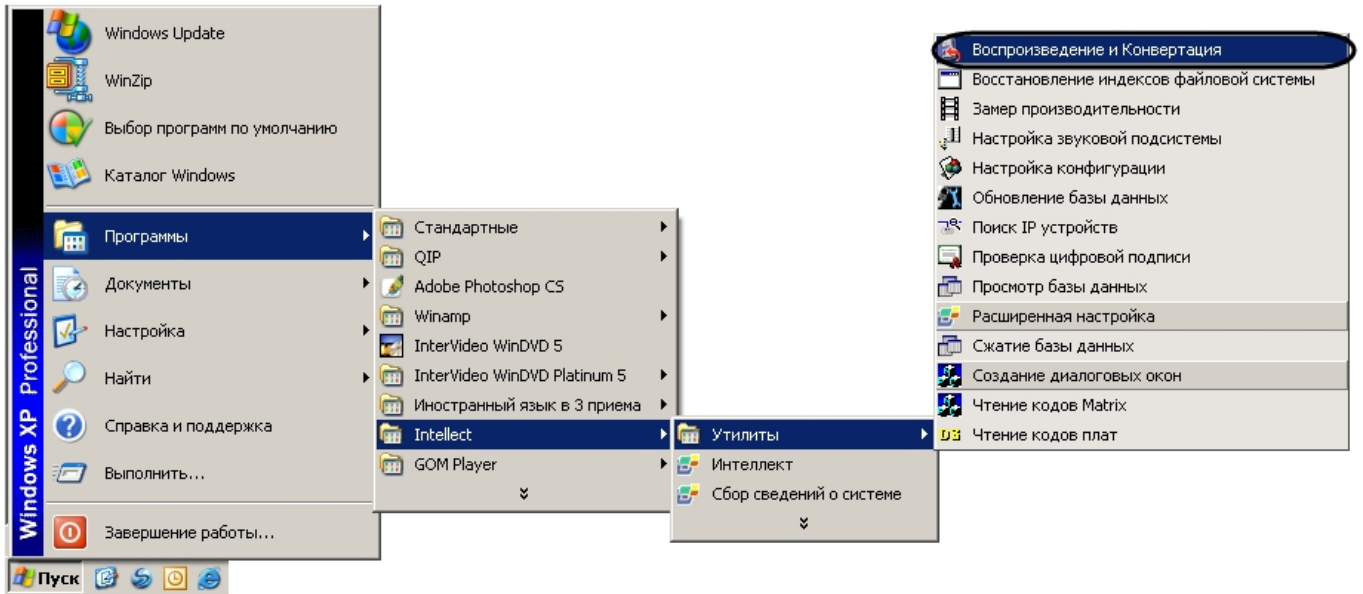 Windows Update
WinZip
Выбор программ по умолчанию
Каталог Windows
Программы
Документы
Настройка
Найти
Справка и поддержка
Выполнить...
Завершение работы...
Windows XP Professional
Пуск
Стандартные
QIP
Adobe Photoshop CS
Winamp
InterVideo WinDVD 5
InterVideo WinDVD Platinum 5
Иностранный язык в 3 приема
Intellect
GOM Player
Утилиты
Интеллект
Сбор сведений о системе
Воспроизведение и Конвертация
Восстановление индексов файловой системы
Замер производительности
Настройка звуковой подсистемы
Настройка конфигурации
Обновление базы данных
Поиск IP устройств
Проверка цифровой подписи
Просмотр базы данных
Расширенная настройка
Сжатие базы данных
Создание диалоговых окон
Чтение кодов Matrix
Чтение кодов плат